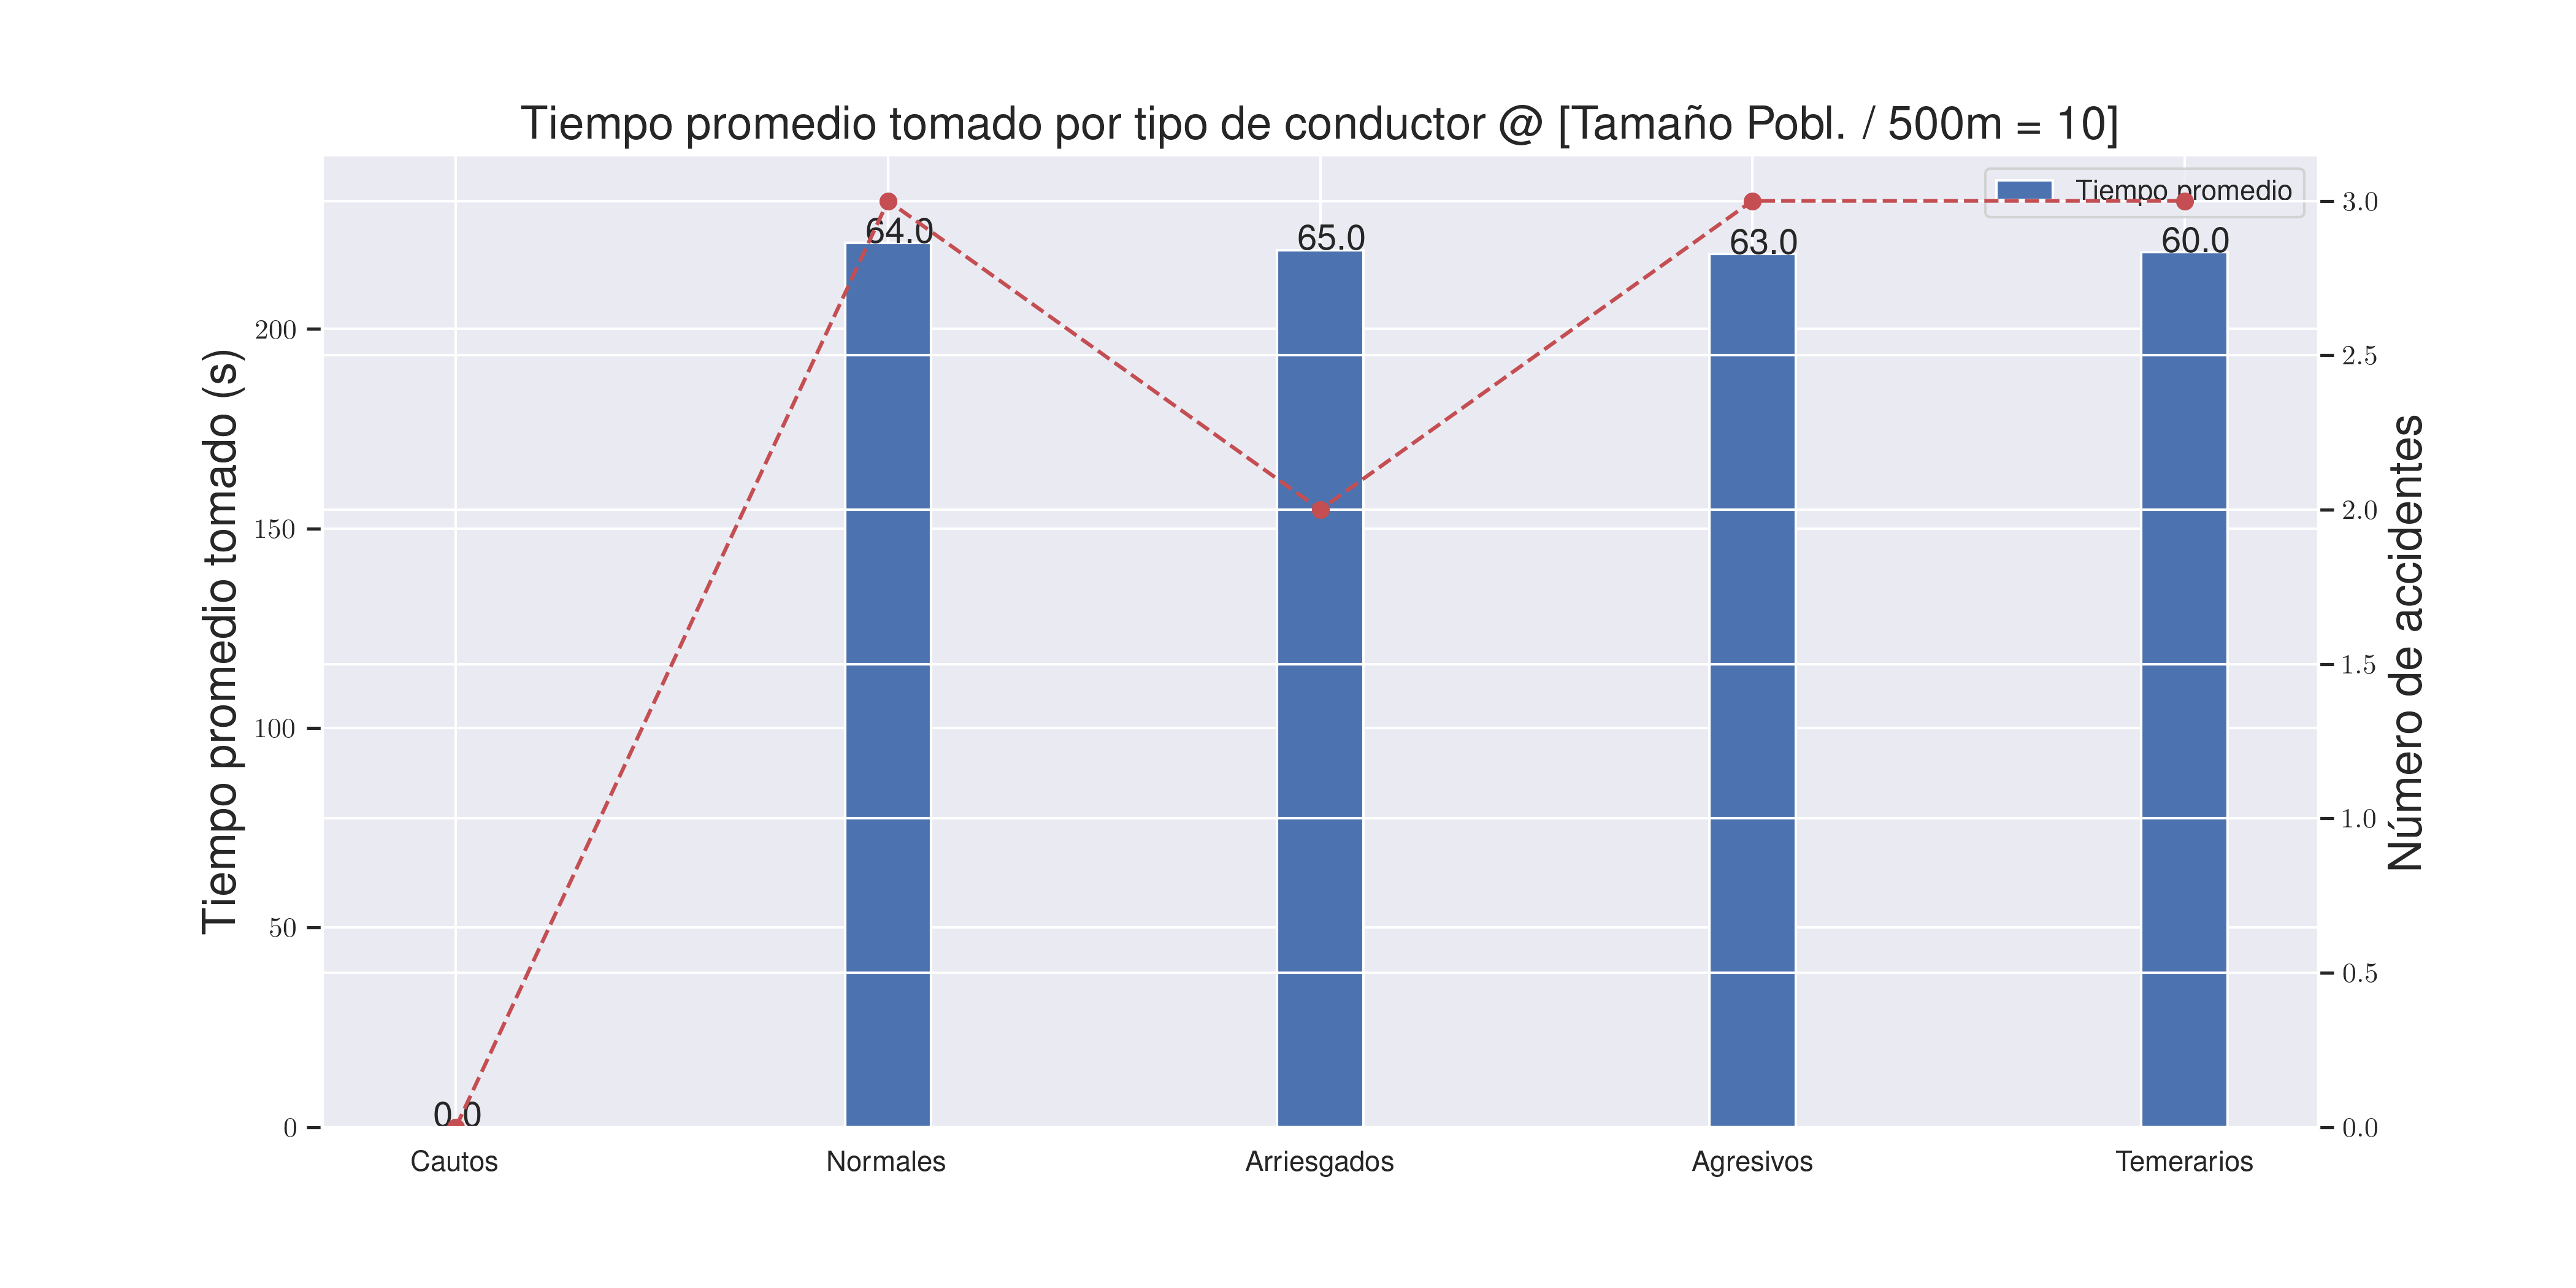 Tiempo promedio tomado por tipo de conductor @ [Tamaño Pobl. / 500m = 10]
Tiempo promedio
64.0
65.0
63.0
60.0
0.0
200
150
100
50
0
Tiempo promedio tomado (s)
3.0
2.5
2.0
1.5
1.0
0.5
0.0
Número de accidentes
Cautos
Normales
Arriesgados
Agresivos
Temerarios